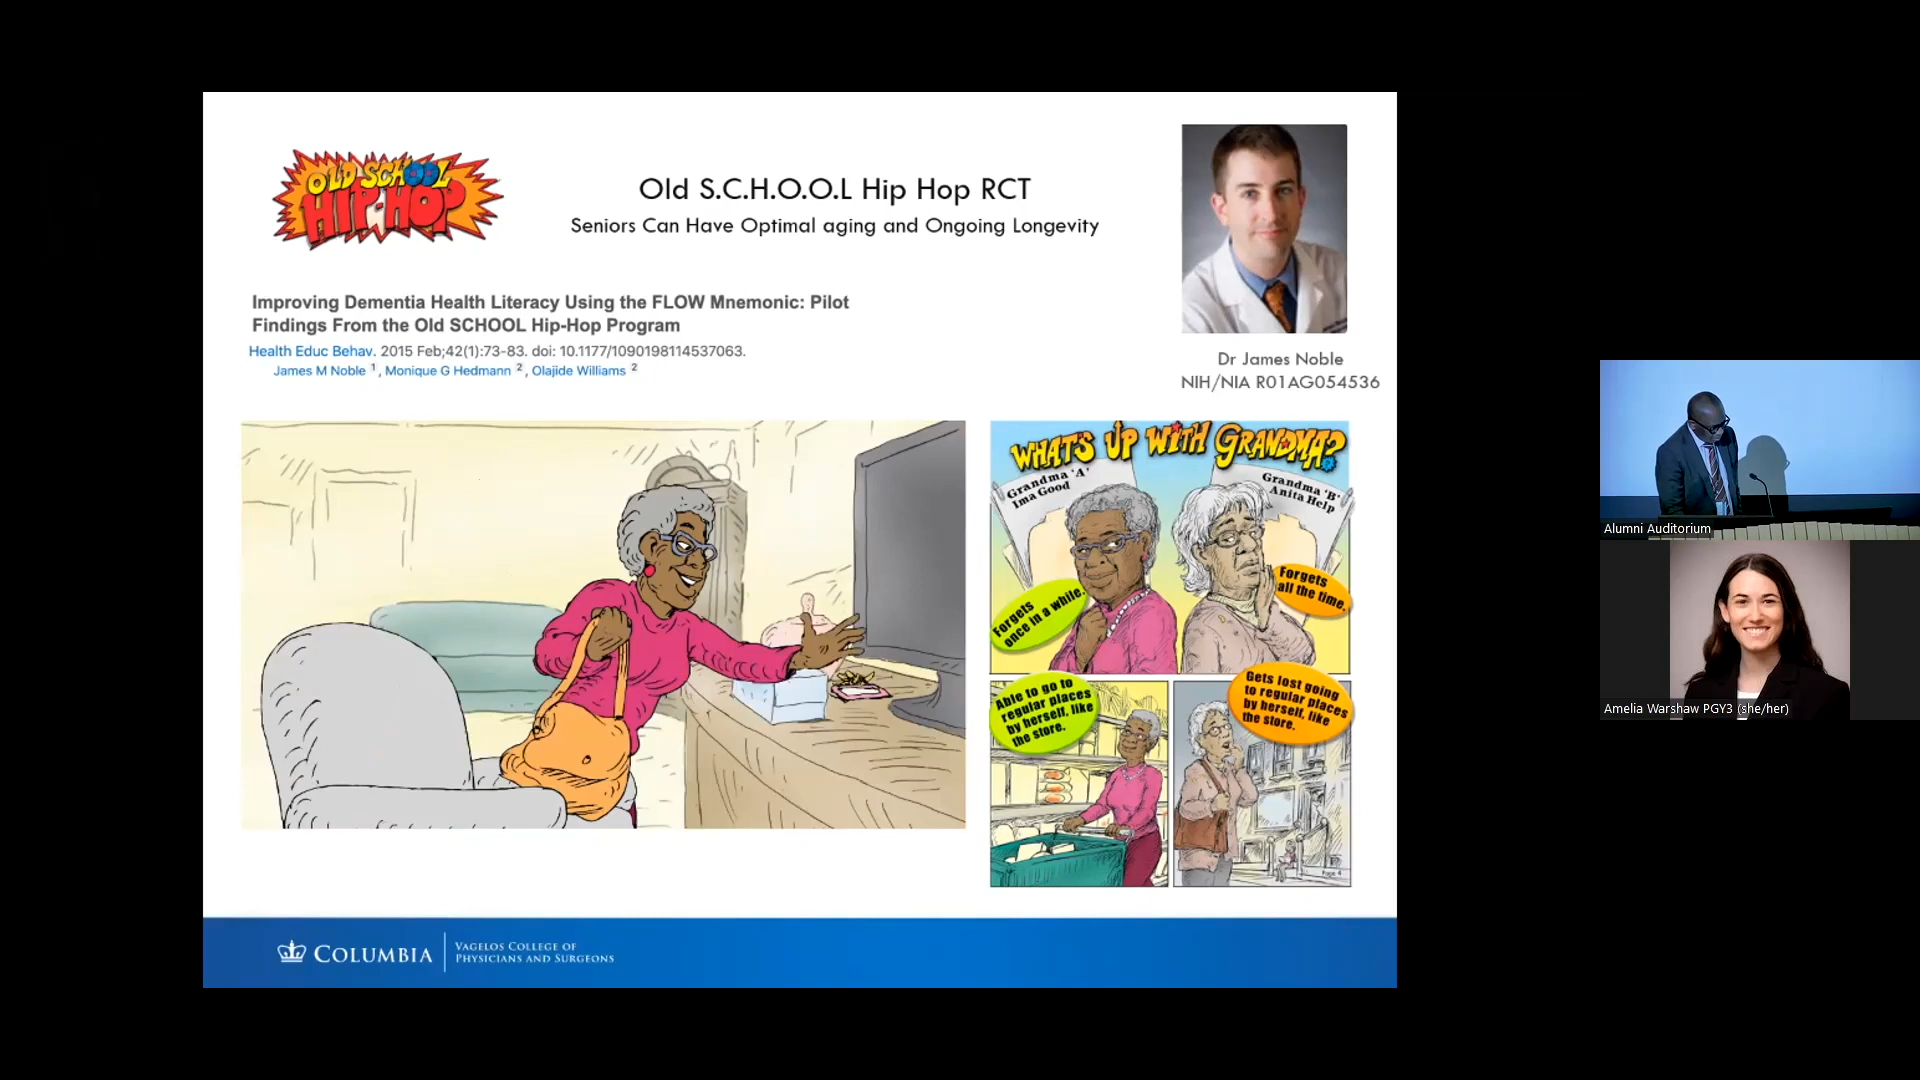 OLD SCHOOL
HIP-HOP
Old S.C.H.O.O.L Hip Hop RCT
Seniors Can Have Optimal aging and Ongoing Longevity
Improving Dementia Health Literacy Using the FLOW Mnemonic: Pilot
Findings From the Old SCHOOL Hip-Hop Program
Health Educ Behav. 2015 Feb;42(1):73-83. doi: 10.1177/1090198114537063.
James M Noble 1, Monique G Hedmann 2, Olajide Williams 2
Dr James Noble
NIH/NIA R01AG054536
WHAT'S UP WITH GRANDMA?
Grandma 'A'
Ima Good
Grandma 'B'
Anita Help
Forgets
once in a while.
Forgets
all the time.
Able to go to
regular places
by herself, like
the store.
Gets lost going
to regular places
by herself, like
the store.
Page 4
COLUMBIA
VAGELOS COLLEGE OF
PHYSICIANS AND SURGEONS
Alumni Auditorium
Amelia Warshaw PGY3 (she/her)